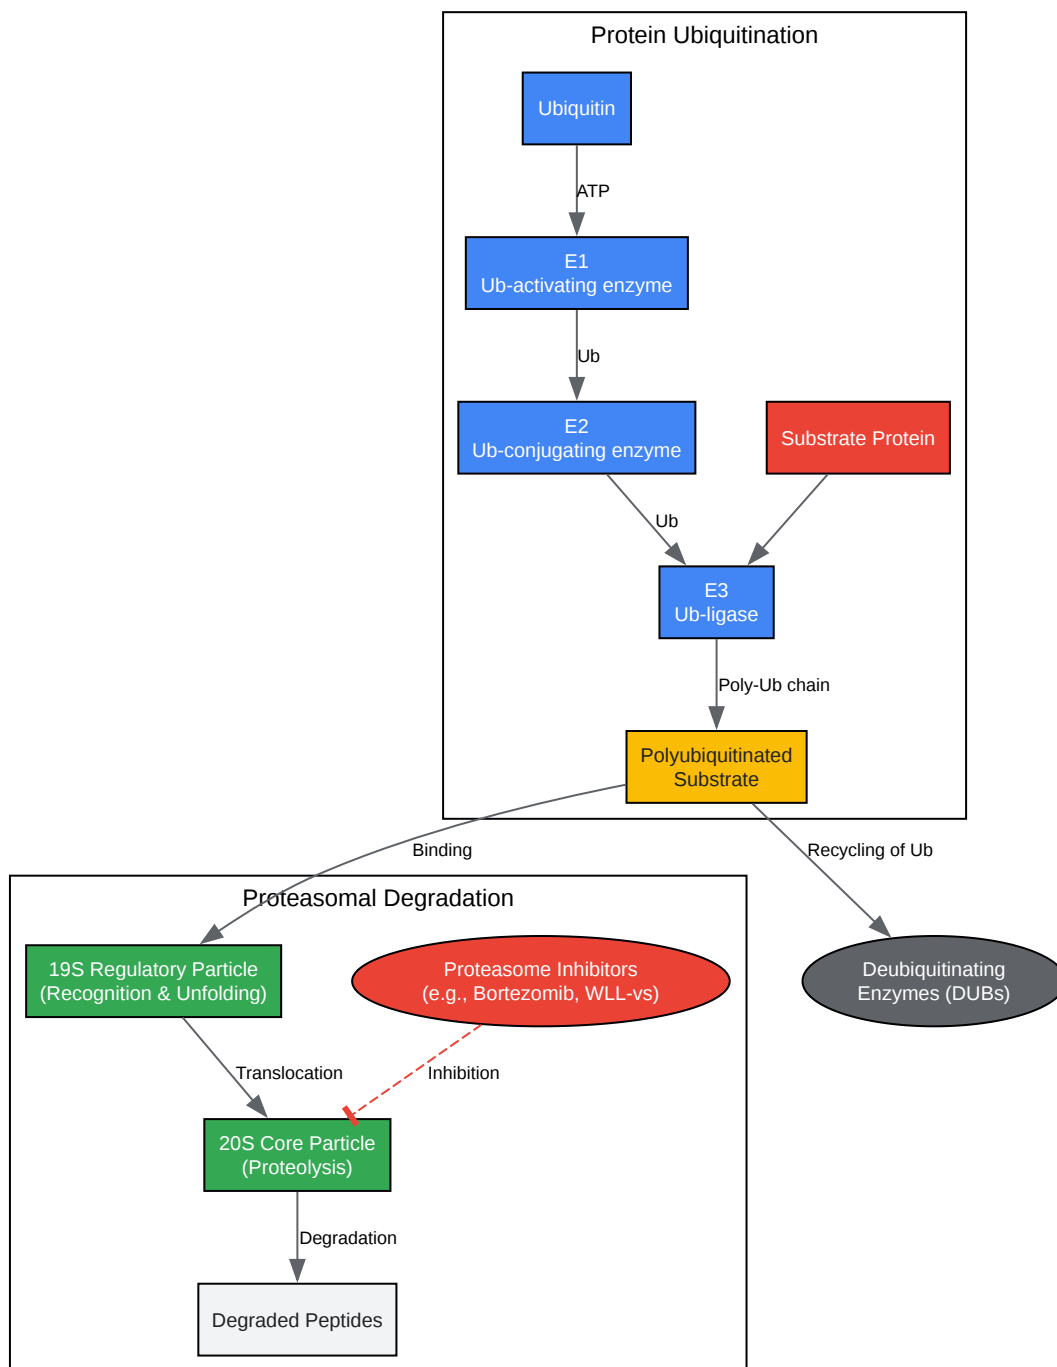 Protein Ubiquitination
Ubiquitin
ATP
E1
Ub-activating enzyme
Ub
E2
Ub-conjugating enzyme
Substrate Protein
Ub
E3
Ub-ligase
Poly-Ub chain
Polyubiquitinated
Substrate
Binding
Recycling of Ub
Proteasomal Degradation
19S Regulatory Particle
(Recognition & Unfolding)
Proteasome Inhibitors
(e.g., Bortezomib, WLL-vs)
Deubiquitinating
Enzymes (DUBs)
Translocation
Inhibition
20S Core Particle
(Proteolysis)
Degradation
Degraded Peptides